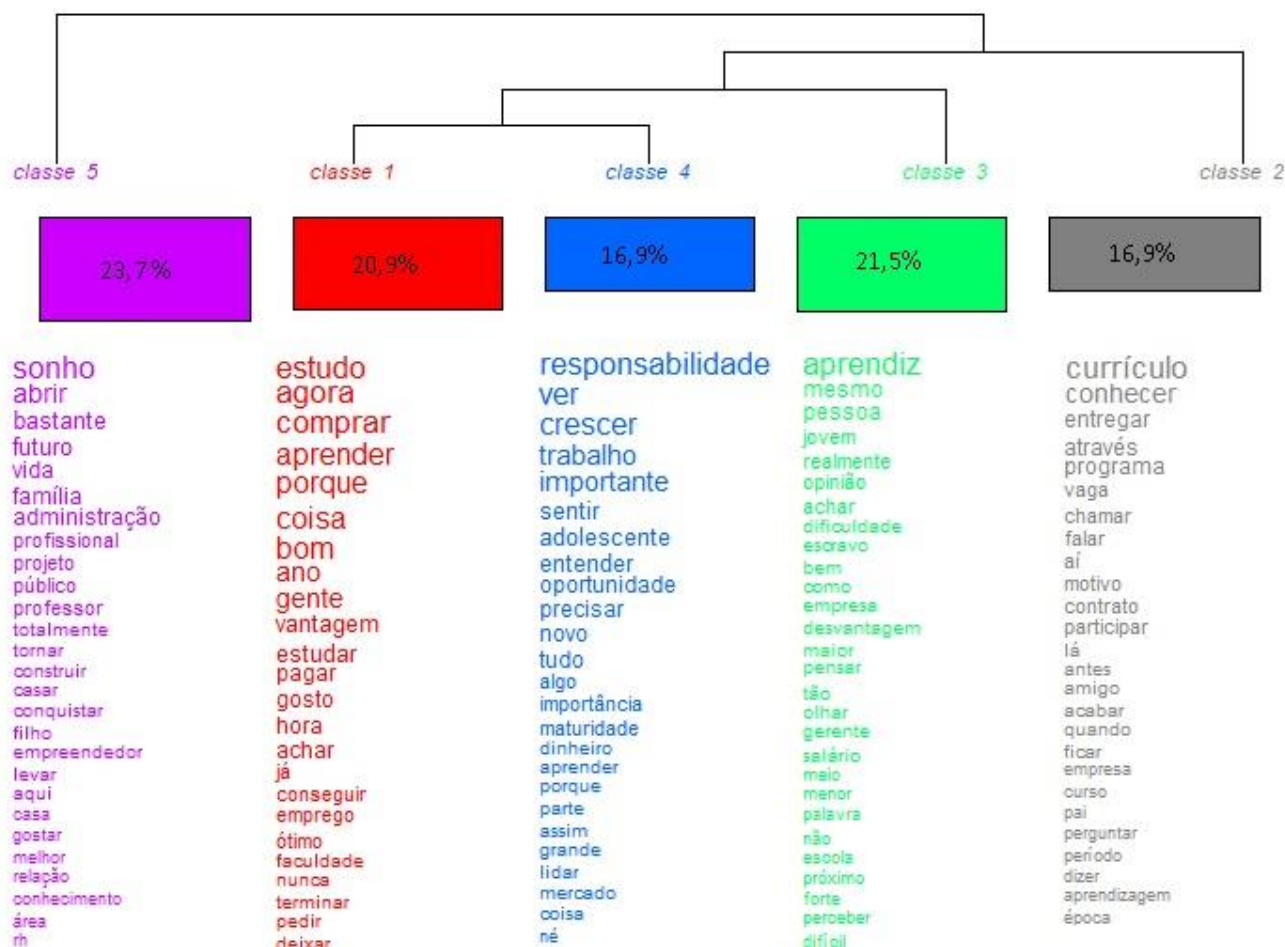 classe 5
classe 1
classe 4
classe 3
classe 2
23,7%
20,9%
16,9%
21,5%
16,9%
sonho
abrir
bastante
futuro
vida
família
administração
profissional
projeto
público
professor
totalmente
tornar
construir
casar
conquistar
filho
empreendedor
levar
aqui
casa
gostar
melhor
relação
conhecimento
área
rh
estudo
agora
comprar
aprender
porque
coisa
bom
ano
gente
vantagem
estudar
pagar
gosto
hora
achar
já
conseguir
emprego
ótimo
faculdade
nunca
terminar
pedir
deixar
responsabilidade
ver
crescer
trabalho
importante
sentir
adolescente
entender
oportunidade
precisar
novo
tudo
algo
importância
maturidade
dinheiro
aprender
porque
parte
assim
grande
lidar
mercado
coisa
né
aprendiz
mesmo
pessoa
jovem
realmente
opinião
achar
dificuldade
escravo
bem
como
empresa
desvantagem
maior
pensar
tão
olhar
gerente
salário
meio
menor
palavra
não
escola
próximo
forte
perceber
difícil
currículo
conhecer
entregar
através
programa
vaga
chamar
falar
aí
motivo
contrato
participar
lá
antes
amigo
acabar
quando
ficar
empresa
curso
pai
perguntar
período
dizer
aprendizagem
época